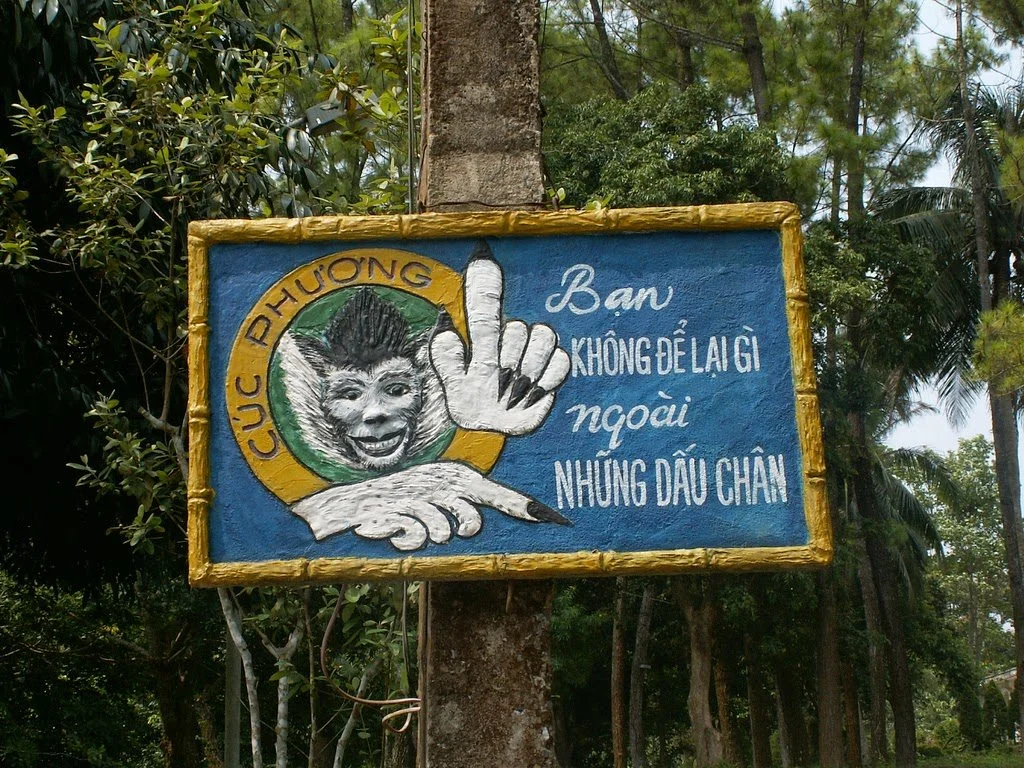 CÚC PHƯƠNG
Bạn
KHÔNG ĐỂ LẠI GÌ
ngoài
NHỮNG DẤU CHÂN